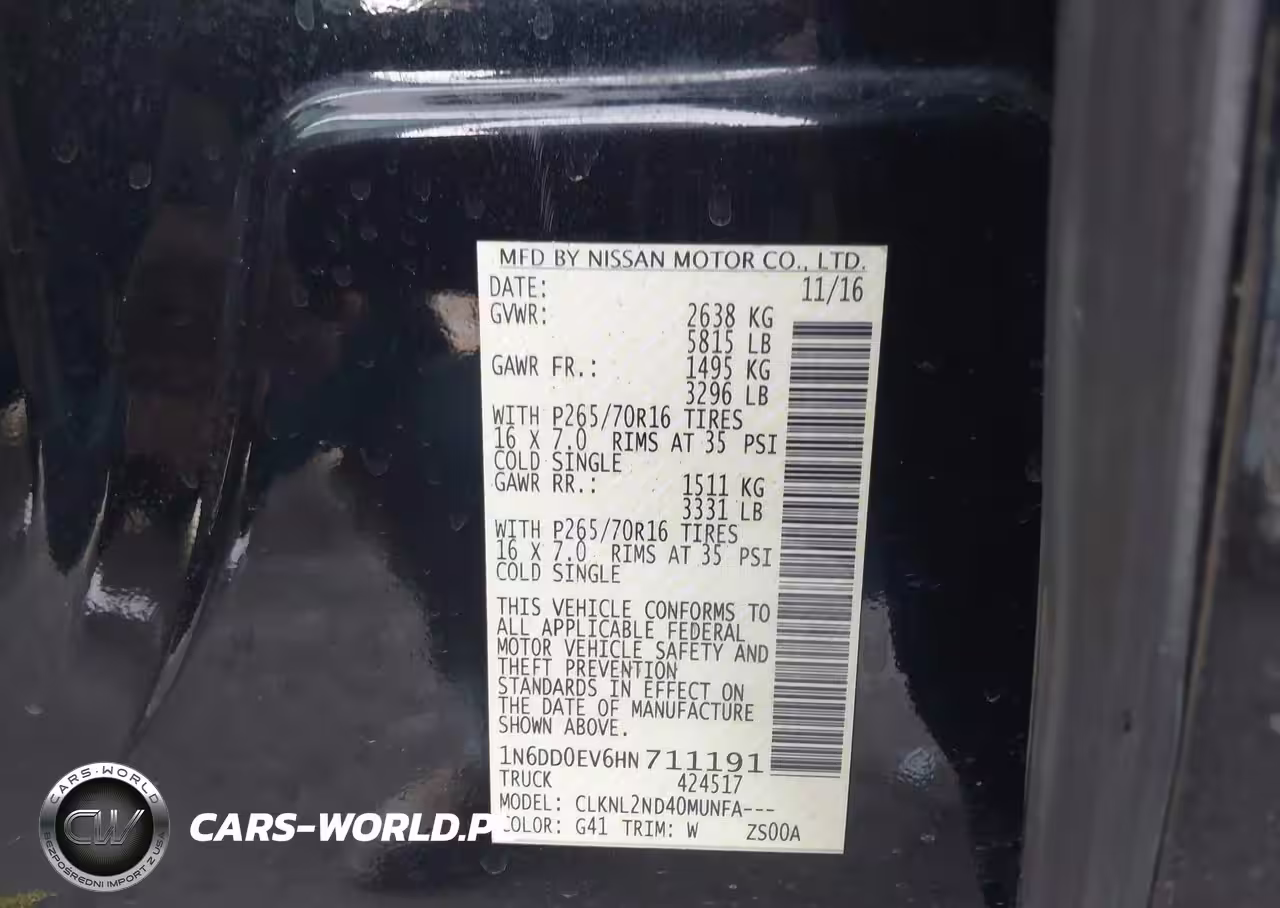 MFD BY NISSAN MOTOR CO., LTD.
DATE: 11/16
GVWR: 2638 KG
5815 LB
GAWR FR.: 1495 KG
3296 LB
WITH P265/70R16 TIRES
16 X 7.0 RIMS AT 35 PSI
COLD SINGLE
GAWR RR.: 1511 KG
3331 LB
WITH P265/70R16 TIRES
16 X 7.0 RIMS AT 35 PSI
COLD SINGLE
THIS VEHICLE CONFORMS TO
ALL APPLICABLE FEDERAL
MOTOR VEHICLE SAFETY AND
THEFT PREVENTION
STANDARDS IN EFFECT ON
THE DATE OF MANUFACTURE
SHOWN ABOVE.
1N6DD0EV6HN711191
TRUCK 424517
MODEL: CLKNL2ND40MUNFA---
COLOR: G41 TRIM: W ZS00A
CARS-WORLD
CW
BEZPOŚREDNI IMPORT Z USA
CARS-WORLD.P